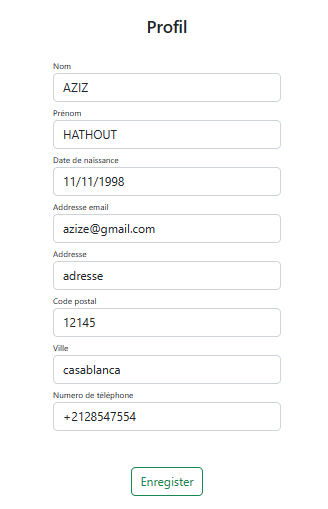 Profil
Nom
AZIZ
Prénom
HATHOUT
Date de naissance
11/11/1998
Addresse email
azize@gmail.com
Addresse
adresse
Code postal
12145
Ville
casablanca
Numero de téléphone
+2128547554
Enregister